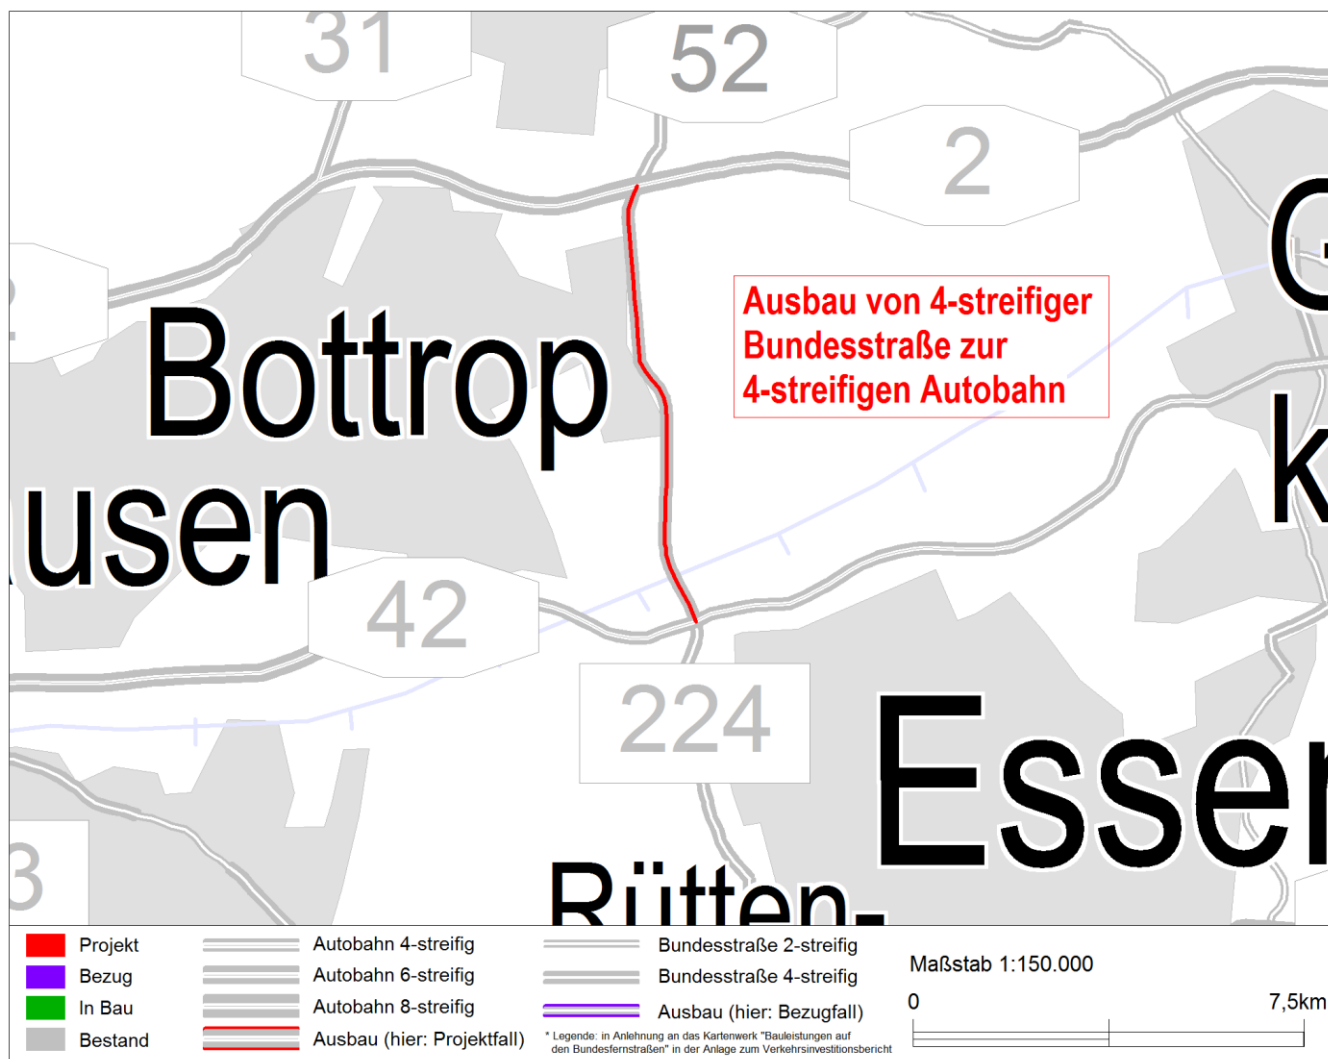 31
52
2
Ausbau von 4-streifiger
Bundesstraße zur
4-streifigen Autobahn
Bottrop
usen
42
224
Essen
3
Rütten-
Projekt
Bezug
In Bau
Bestand
Autobahn 4-streifig
Autobahn 6-streifig
Autobahn 8-streifig
Ausbau (hier: Projektfall)
Bundesstraße 2-streifig
Bundesstraße 4-streifig
Ausbau (hier: Bezugfall)
* Legende: in Anlehnung an das Kartenwerk "Bauleistungen auf
den Bundesfernstraßen" in der Anlage zum Verkehrsinvestitionsbericht
Maßstab 1:150.000
0 7,5km